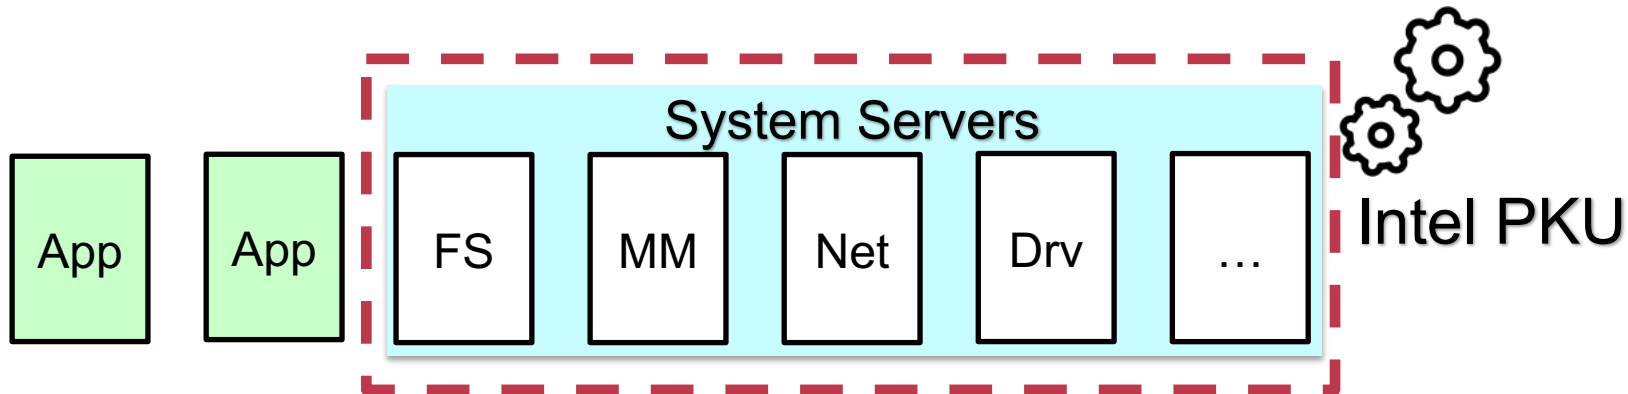 System Servers
App
App
FS
MM
Net
Drv
...
Intel PKU